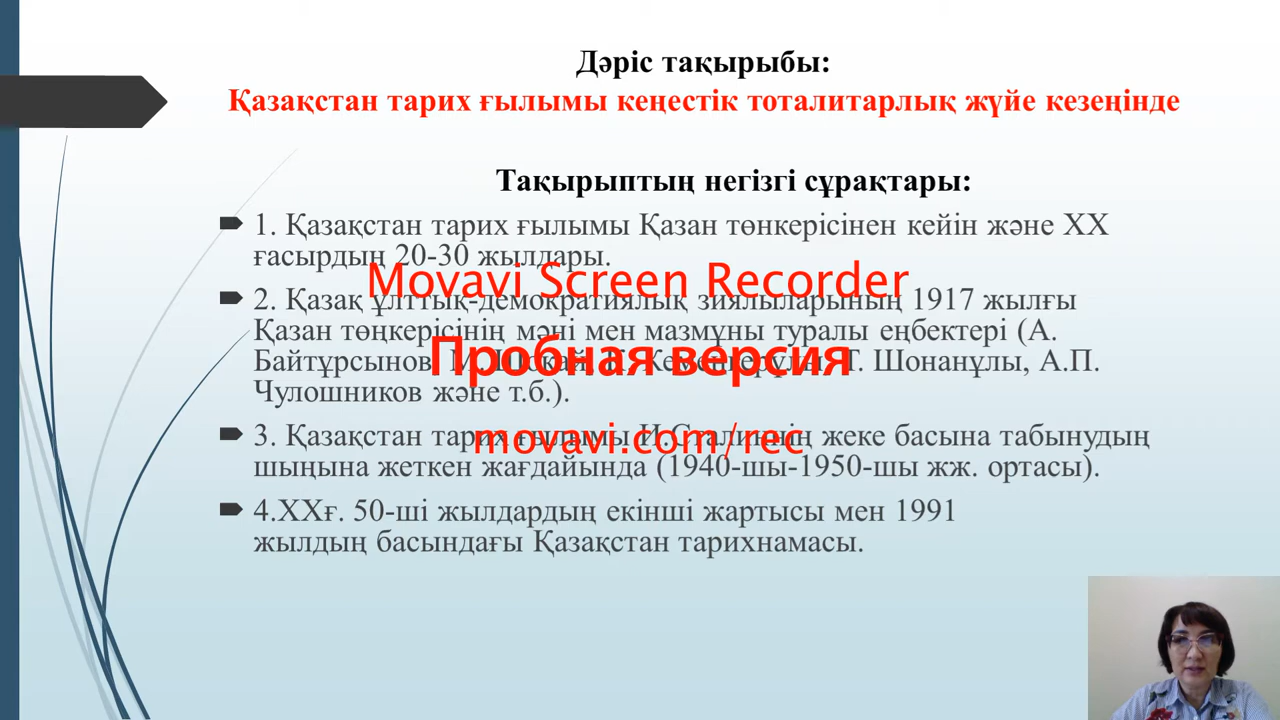 Дәріс тақырыбы:
Қазақстан тарих ғылымы кеңестік тоталитарлық жүйе кезеңінде
Тақырыптың негізгі сұрақтары:
1. Қазақстан тарих ғылымы Қазан төнкерісінен кейін және ХХ
ғасырдың 20-30 жылдары.
Movavi Screen Recorder
2. Қазақ ұлттық-демократиялық зиялыларының 1917 жылғы
Қазан төңкерісінің мәні мен мазмұны туралы еңбектері (А.
Пробная версия
Байтұрсынов, М. Шоқай, К. Кемеңгерұлы, Т. Шонанұлы, А.П.
Чулошников және т.б.).
3. Қазақстан тарих ғылымы И.Сталиннің жеке басына табынудың
movavi.com/rec
шыңына жеткен жағдайында (1940-шы-1950-шы жж. ортасы).
4.ХХғ. 50-ші жылдардың екінші жартысы мен 1991
жылдың басындағы Қазақстан тарихнамасы.